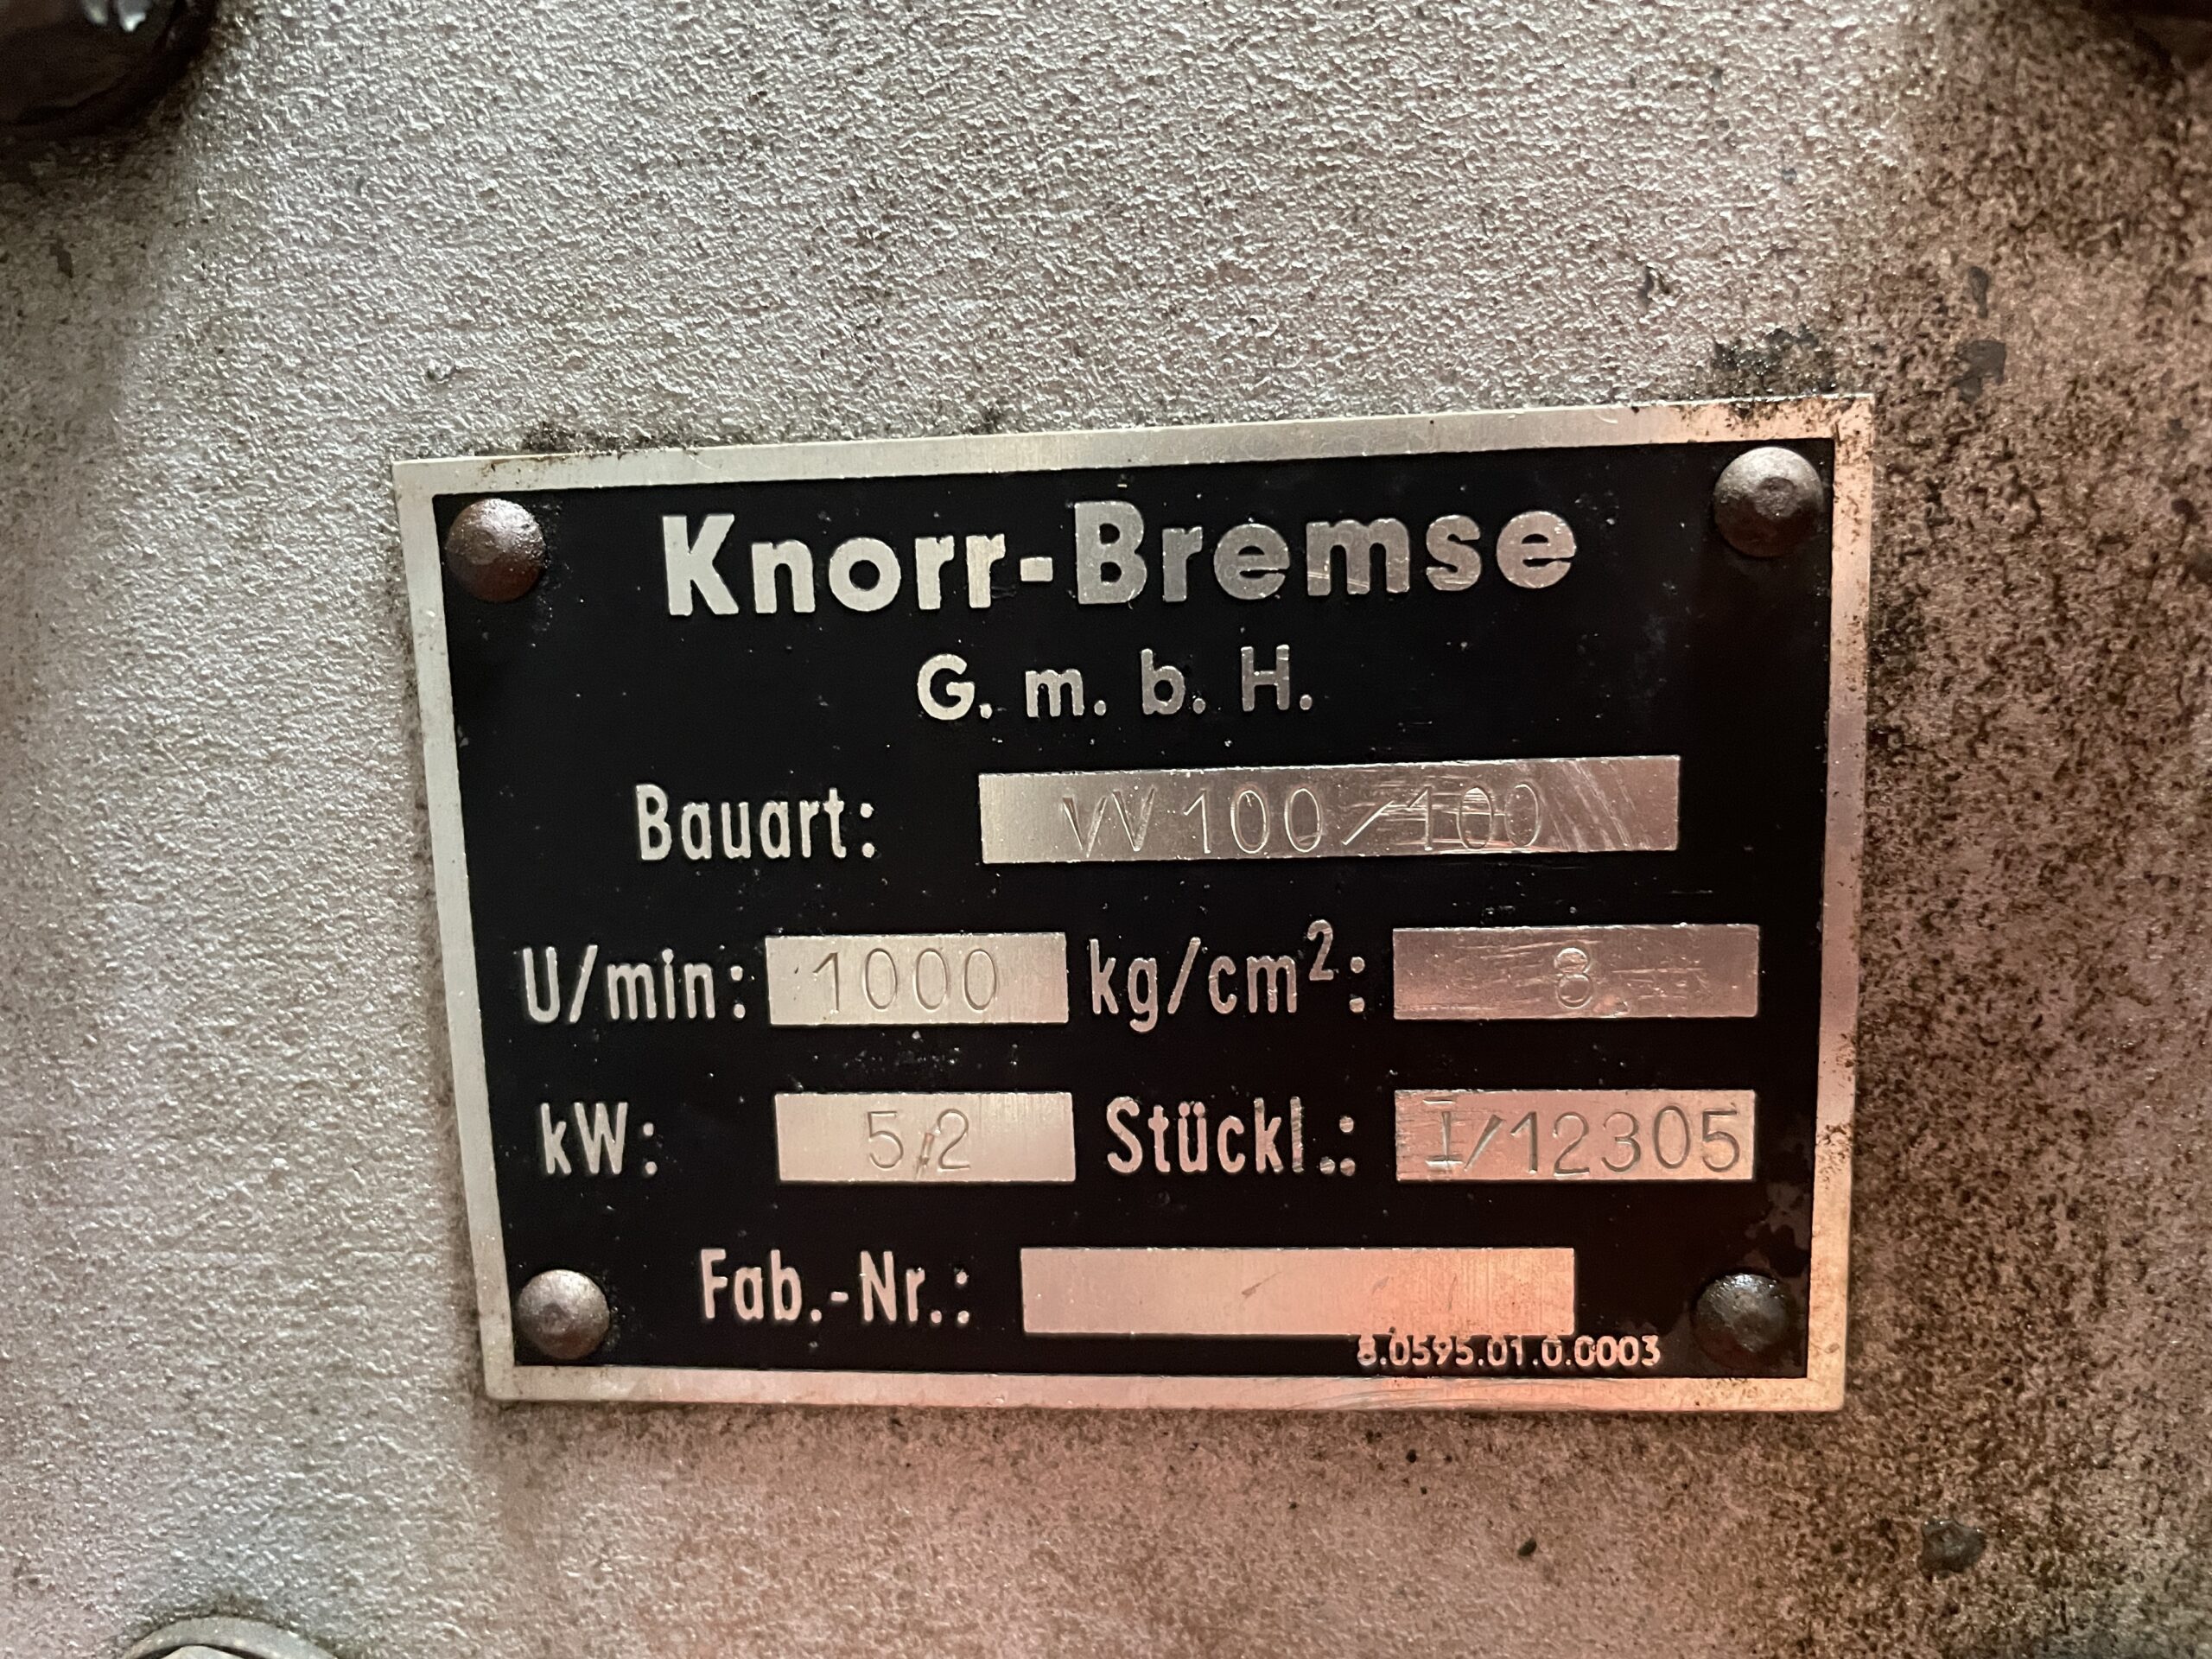 Knorr-Bremse
G. m. b. H.
Bauart: VV 100/100
U/min: 1000 kg/cm²: 8
kW: 5,2 Stückl.: I/12305
Fab.-Nr.:
8.0595.01.0.0003